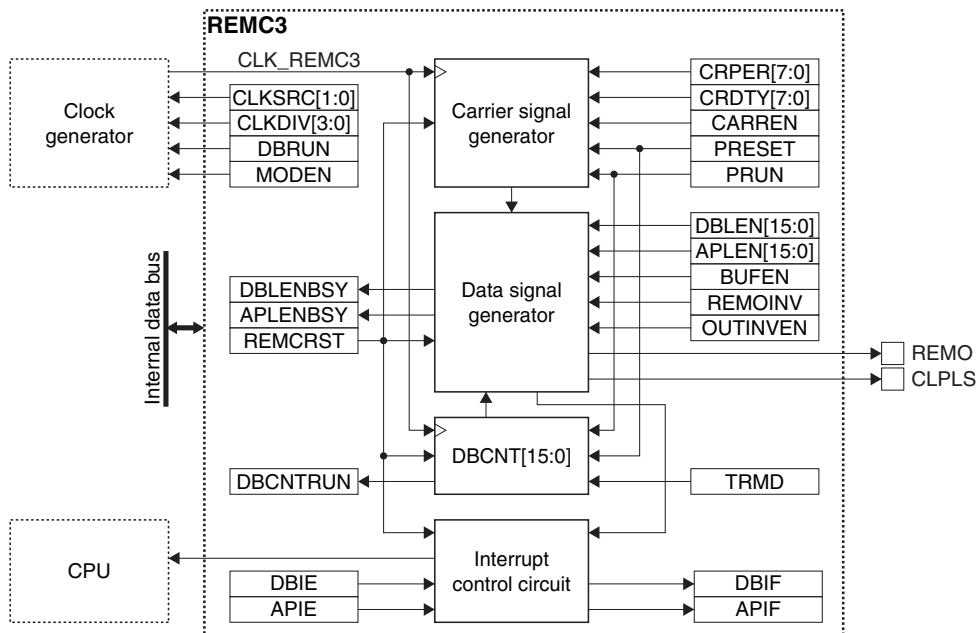 REMC3
CLK_REMC3
Clock
generator
CLKSRC[1:0]
CLKDIV[3:0]
DBRUN
MODEN
Carrier signal
generator
CRPER[7:0]
CRDTY[7:0]
CARREN
PRESET
PRUN
Internal data bus
DBLENBSY
APLENBSY
REMCRST
Data signal
generator
DBLEN[15:0]
APLEN[15:0]
BUFEN
REMOINV
OUTINVEN
REMO
CLPLS
DBCNTRUN
DBCNT[15:0]
TRMD
CPU
DBIE
APIE
Interrupt
control circuit
DBIF
APIF